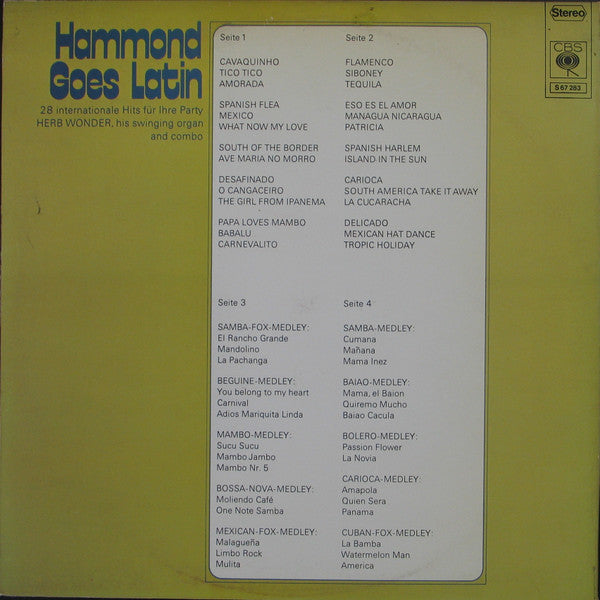 Hammond
Goes Latin
28 internationale Hits für Ihre Party
HERB WONDER, his swinging organ
and combo
Stereo
CBS
S 67 283
Seite 1
CAVAQUINHO
TICO TICO
AMORADA
SPANISH FLEA
MEXICO
WHAT NOW MY LOVE
SOUTH OF THE BORDER
AVE MARIA NO MORRO
DESAFINADO
O CANGACEIRO
THE GIRL FROM IPANEMA
PAPA LOVES MAMBO
BABALU
CARNEVALITO
Seite 2
FLAMENCO
SIBONEY
TEQUILA
ESO ES EL AMOR
MANAGUA NICARAGUA
PATRICIA
SPANISH HARLEM
ISLAND IN THE SUN
CARIOCA
SOUTH AMERICA TAKE IT AWAY
LA CUCARACHA
DELICADO
MEXICAN HAT DANCE
TROPIC HOLIDAY
Seite 3
SAMBA-FOX-MEDLEY:
El Rancho Grande
Mandolino
La Pachanga
BEGUINE-MEDLEY:
You belong to my heart
Carnival
Adios Mariquita Linda
MAMBO-MEDLEY:
Sucu Sucu
Mambo Jambo
Mambo Nr. 5
BOSSA-NOVA-MEDLEY:
Moliendo Café
One Note Samba
MEXICAN-FOX-MEDLEY:
Malagueña
Limbo Rock
Mulita
Seite 4
SAMBA-MEDLEY:
Cumana
Mañana
Mama Inez
BAIAO-MEDLEY:
Mama, el Baion
Quiremo Mucho
Baiao Cacula
BOLERO-MEDLEY:
Passion Flower
La Novia
CARIOCA-MEDLEY:
Amapola
Quien Sera
Panama
CUBAN-FOX-MEDLEY:
La Bamba
Watermelon Man
America